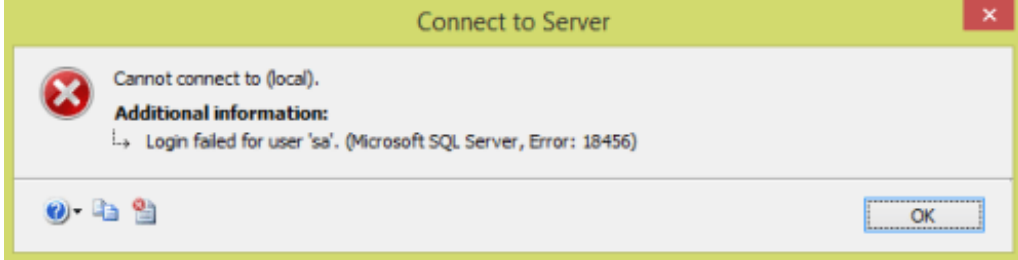 Connect to Server
Cannot connect to (local).
Additional information:
Login failed for user 'sa'. (Microsoft SQL Server, Error: 18456)
OK